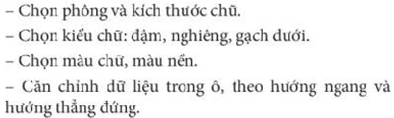 – Chọn phông và kích thước chữ.
– Chọn kiểu chữ: đậm, nghiêng, gạch dưới.
– Chọn màu chữ, màu nền.
– Căn chỉnh dữ liệu trong ô, theo hướng ngang và
hướng thẳng đứng.